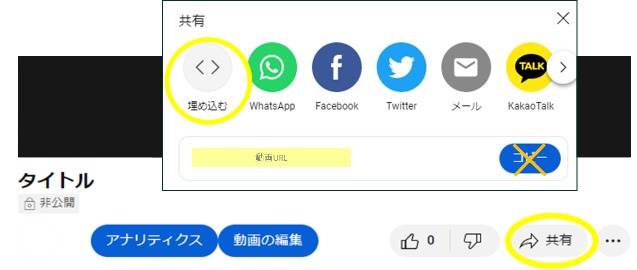 共有
埋め込む
WhatsApp
Facebook
Twitter
メール
TALK
KakaoTalk
動画URL
コピー
タイトル
非公開
アナリティクス
動画の編集
0
共有